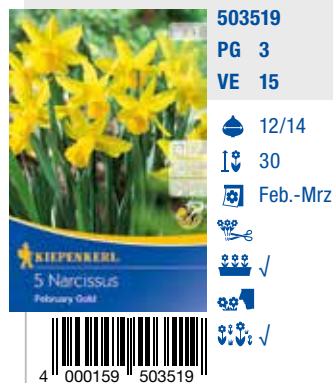 503519
PG 3
VE 15
12/14
30
Feb.-Mrz
√
√
KIEPENKERL
5 Narcissus
February Gold
4 000159 503519